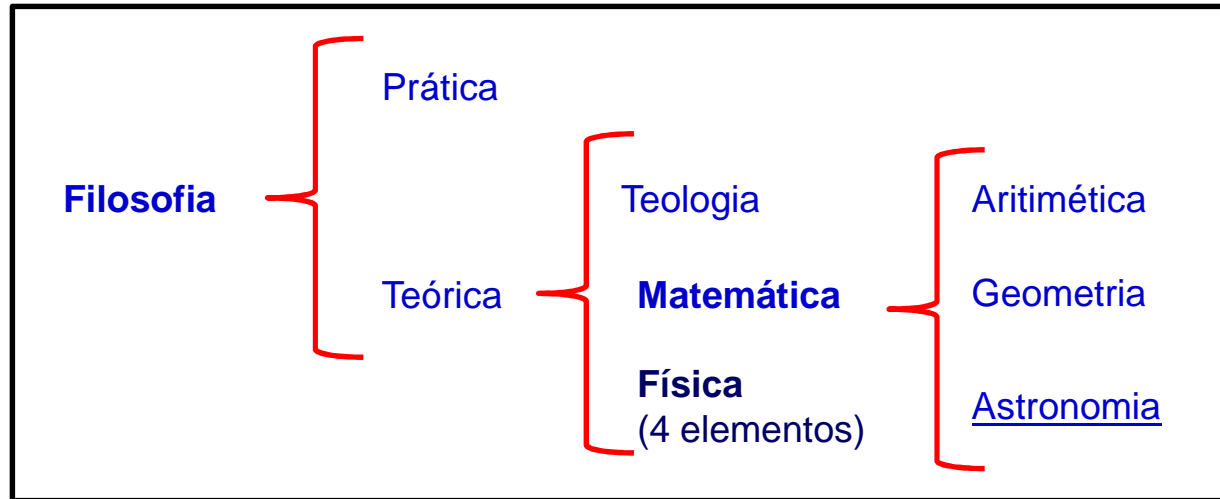 Prática
Filosofia
Teórica
Teologia
Matemática
Física
(4 elementos)
Aritimética
Geometria
Astronomia